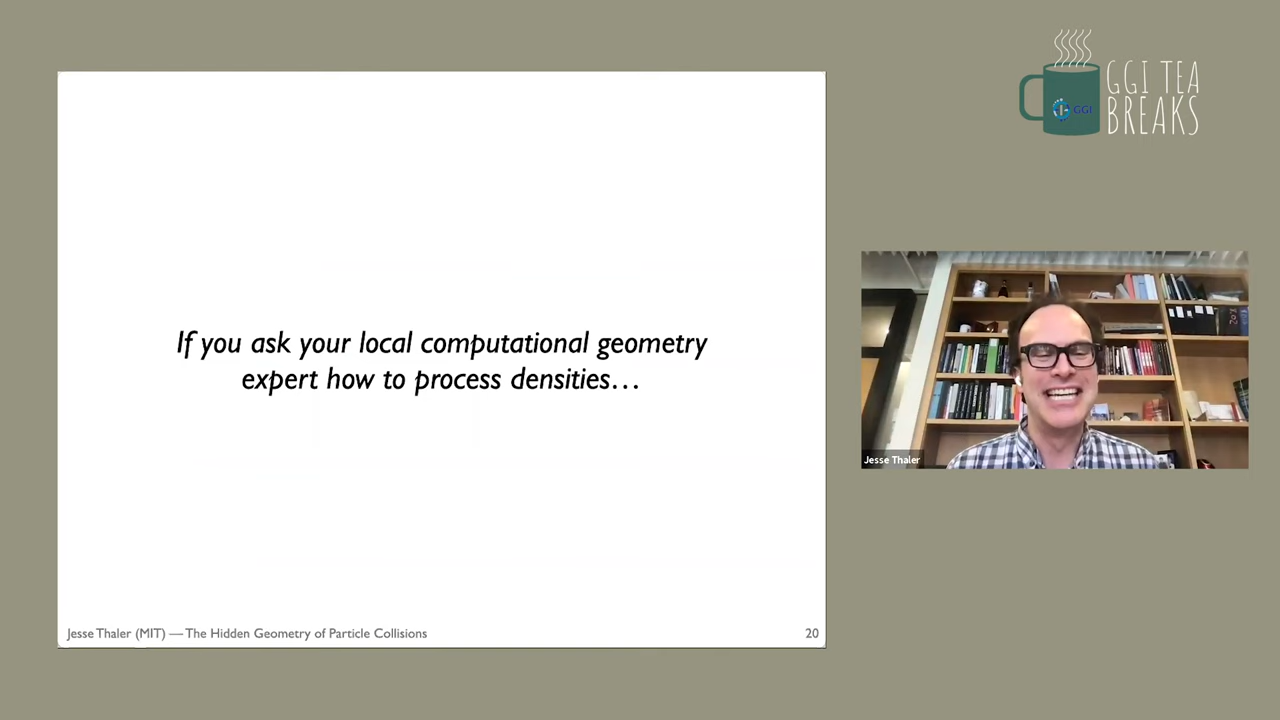 GGI TEA
BREAKS
GGI
If you ask your local computational geometry
expert how to process densities…
Jesse Thaler
Jesse Thaler (MIT) — The Hidden Geometry of Particle Collisions
20